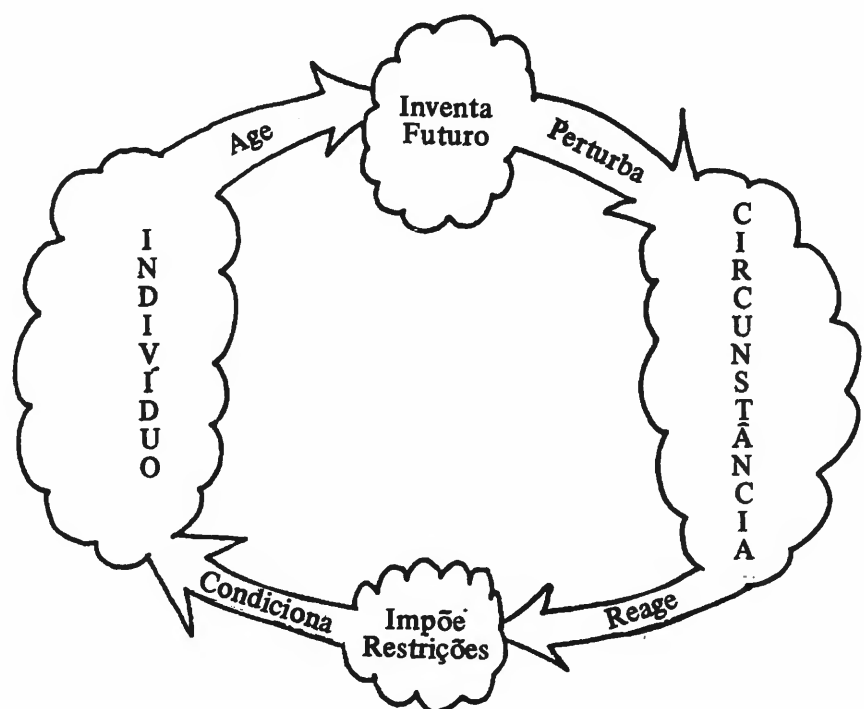 Age
Inventa
Futuro
Perturba
INDIVÍDUO
CIRCUNSTÂNCIA
Condiciona
Impõe
Restrições
Reage